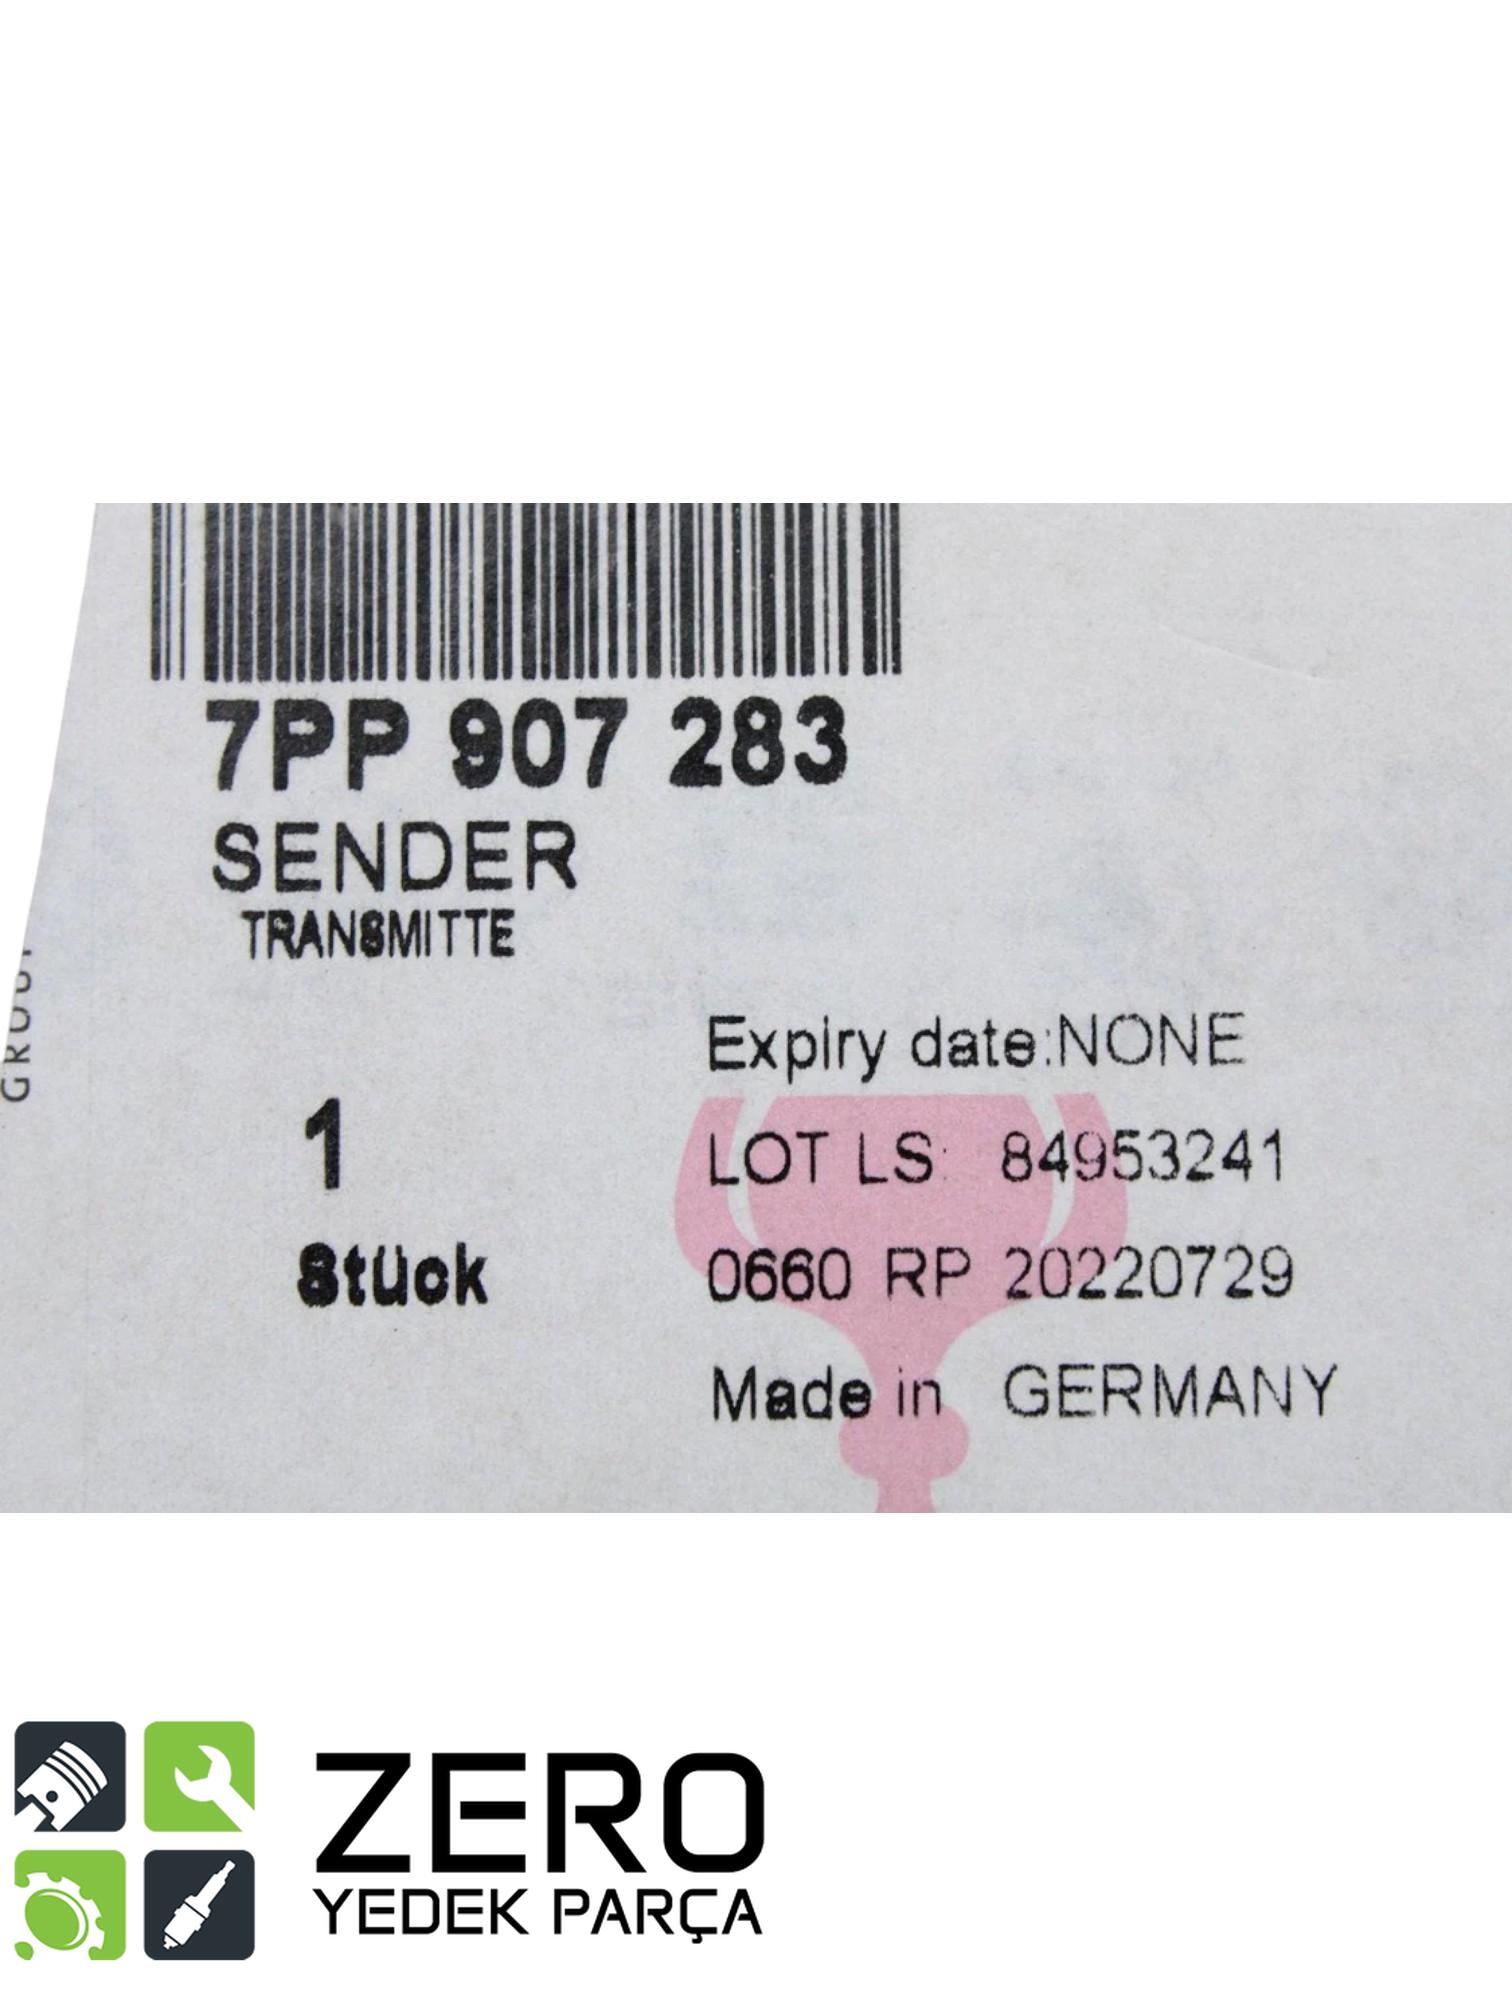 7PP 907 283
SENDER
TRANSMITTE
Expiry date:NONE
1
LOT LS: 84953241
Stück
0660 RP 20220729
Made in GERMANY
ZERO
YEDEK PARÇA